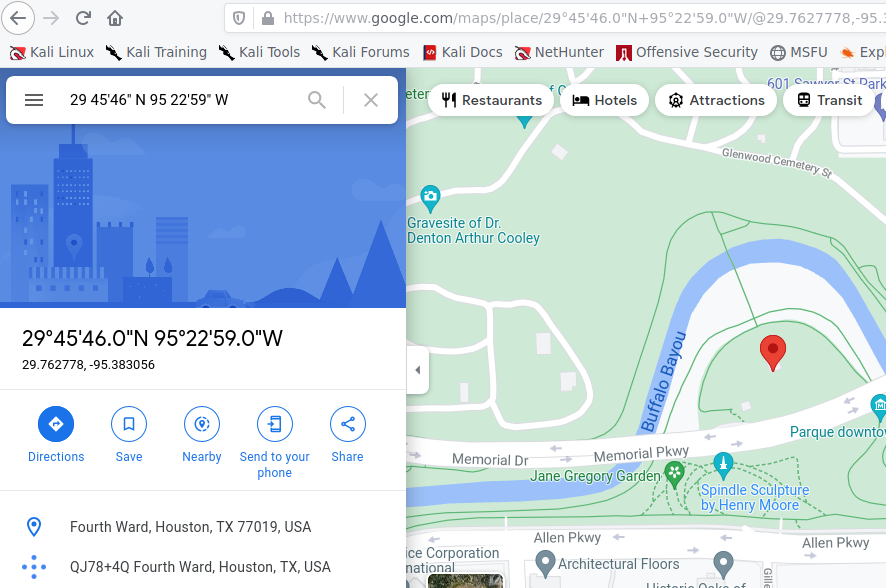 https://www.google.com/maps/place/29°45'46.0"N+95°22'59.0"W/@29.7627778,-95.3
Kali Linux Kali Training Kali Tools Kali Forums Kali Docs NetHunter Offensive Security MSFU Exp
29 45'46" N 95 22'59" W
Restaurants Hotels Attractions Transit
601 Sawyer St Park
Glenwood Cemetery St
Gravesite of Dr.
Denton Arthur Cooley
29°45'46.0"N 95°22'59.0"W
29.762778, -95.383056
Directions
Save
Nearby
Send to your
phone
Share
Fourth Ward, Houston, TX 77019, USA
QJ78+4Q Fourth Ward, Houston, TX, USA
Buffalo Bayou
Parque downto
Memorial Dr
Memorial Pkwy
Jane Gregory Garden
Spindle Sculpture
by Henry Moore
Allen Pkwy
Allen Pkwy
ice Corporation
national
Architectural Floors
Historic Oaks of
Gill